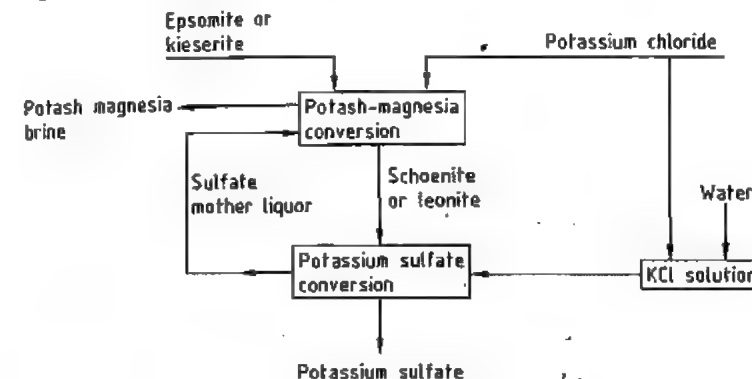 Epsomite or
kieserite
Potassium chloride
Potash magnesia
brine
Potash-magnesia
conversion
Sulfate
mother liquor
Schoenite
or leonite
Water
Potassium sulfate
conversion
KCl solution
Potassium sulfate